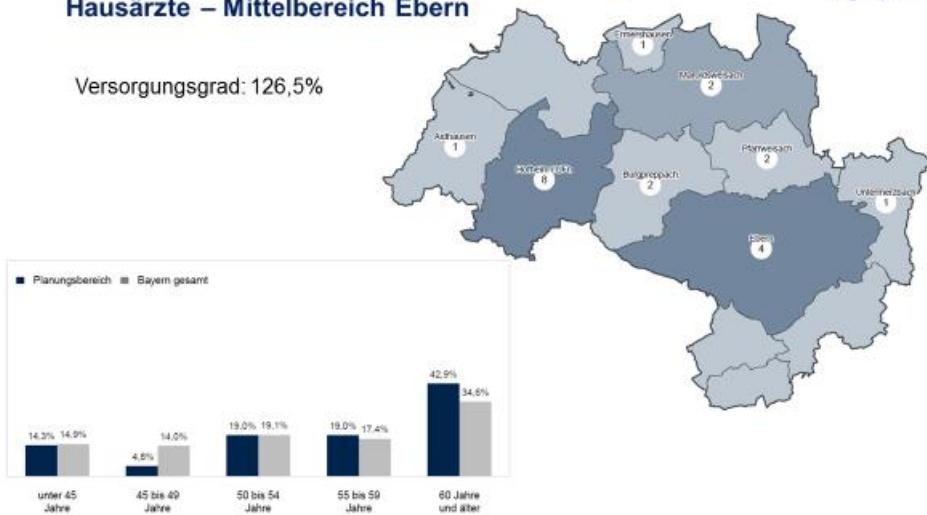 Hausärzte – Mittelbereich Ebern
Versorgungsgrad: 126,5%
Ermershausen
1
Maroldsweisach
2
Aidhausen
1
Hofheim i.UFr.
8
Burgpreppach
2
Pfarrweisach
2
Untermerzbach
1
Ebern
4
Planungsbereich Bayern gesamt
14,3% 14,9%
4,8% 14,0%
19,0% 19,1%
19,0% 17,4%
42,9% 34,6%
unter 45
Jahre
45 bis 49
Jahre
50 bis 54
Jahre
55 bis 59
Jahre
60 Jahre
und älter